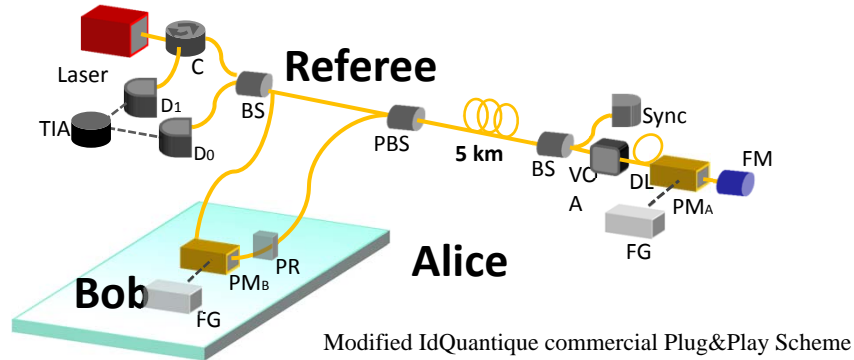 Referee
Laser
C
D1
BS
TIA
D0
PBS
5 km
Sync
BS
VO
A
DL
FM
PMA
FG
Alice
PR
Bob
PMB
FG
Modified IdQuantique commercial Plug&Play Scheme